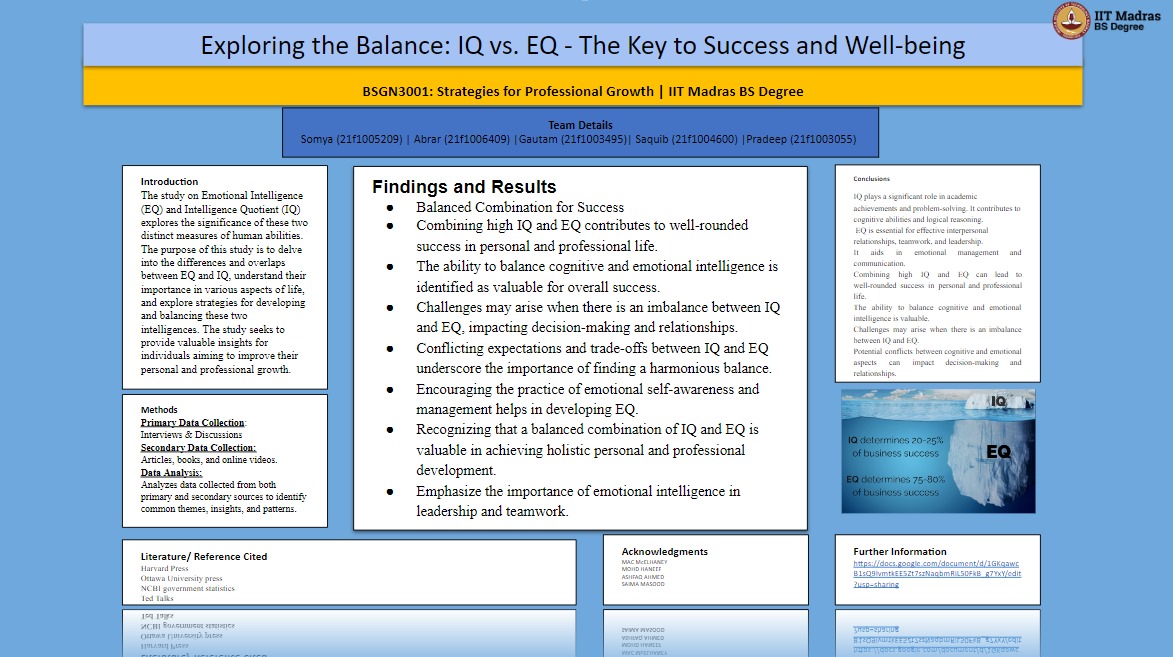 IIT Madras
BS Degree
Exploring the Balance: IQ vs. EQ - The Key to Success and Well-being
BSGN3001: Strategies for Professional Growth | IIT Madras BS Degree
Team Details
Somya (21f1005209) | Abrar (21f1006409) |Gautam (21f1003495)| Saquib (21f1004600) |Pradeep (21f1003055)
Introduction
The study on Emotional Intelligence
(EQ) and Intelligence Quotient (IQ)
explores the significance of these two
distinct measures of human abilities.
The purpose of this study is to delve
into the differences and overlaps
between EQ and IQ, understand their
importance in various aspects of life,
and explore strategies for developing
and balancing these two
intelligences. The study seeks to
provide valuable insights for
individuals aiming to improve their
personal and professional growth.
Methods
Primary Data Collection:
Interviews & Discussions
Secondary Data Collection:
Articles, books, and online videos.
Data Analysis:
Analyzes data collected from both
primary and secondary sources to identify
common themes, insights, and patterns.
Findings and Results
● Balanced Combination for Success
● Combining high IQ and EQ contributes to well-rounded
success in personal and professional life.
● The ability to balance cognitive and emotional intelligence is
identified as valuable for overall success.
● Challenges may arise when there is an imbalance between IQ
and EQ, impacting decision-making and relationships.
● Conflicting expectations and trade-offs between IQ and EQ
underscore the importance of finding a harmonious balance.
● Encouraging the practice of emotional self-awareness and
management helps in developing EQ.
● Recognizing that a balanced combination of IQ and EQ is
valuable in achieving holistic personal and professional
development.
● Emphasize the importance of emotional intelligence in
leadership and teamwork.
Conclusions
IQ plays a significant role in academic
achievements and problem-solving. It contributes to
cognitive abilities and logical reasoning.
EQ is essential for effective interpersonal
relationships, teamwork, and leadership.
It aids in emotional management and
communication.
Combining high IQ and EQ can lead to
well-rounded success in personal and professional
life.
The ability to balance cognitive and emotional
intelligence is valuable.
Challenges may arise when there is an imbalance
between IQ and EQ.
Potential conflicts between cognitive and emotional
aspects can impact decision-making and
relationships.
IQ
IQ determines 20-25%
of business success
EQ
EQ determines 75-80%
of business success
Literature/ Reference Cited
Harvard Press
Ottawa University press
NCBI government statistics
Ted Talks
Acknowledgments
MAC McELHANEY
MOHD HANEEF
ASHFAQ AHMED
SAIMA MASOOD
Further Information
?usp=sharing